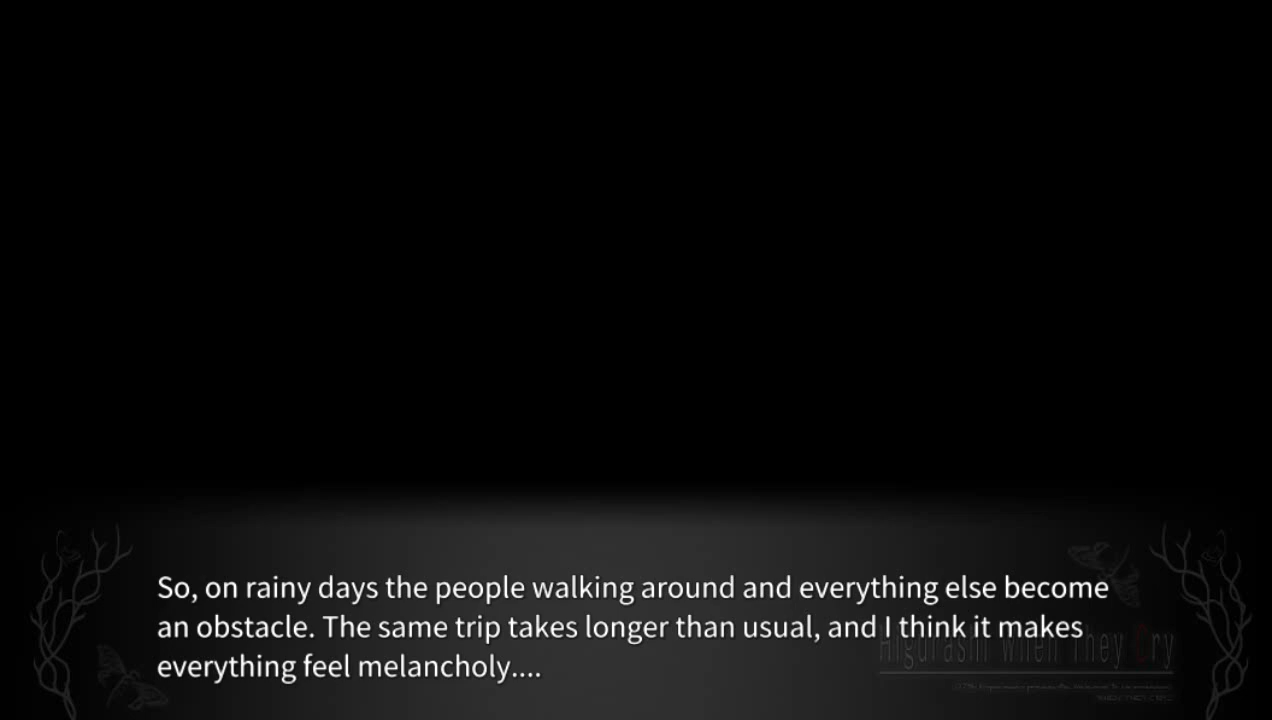 So, on rainy days the people walking around and everything else become
an obstacle. The same trip takes longer than usual, and I think it makes
everything feel melancholy....
Higurashi When They Cry